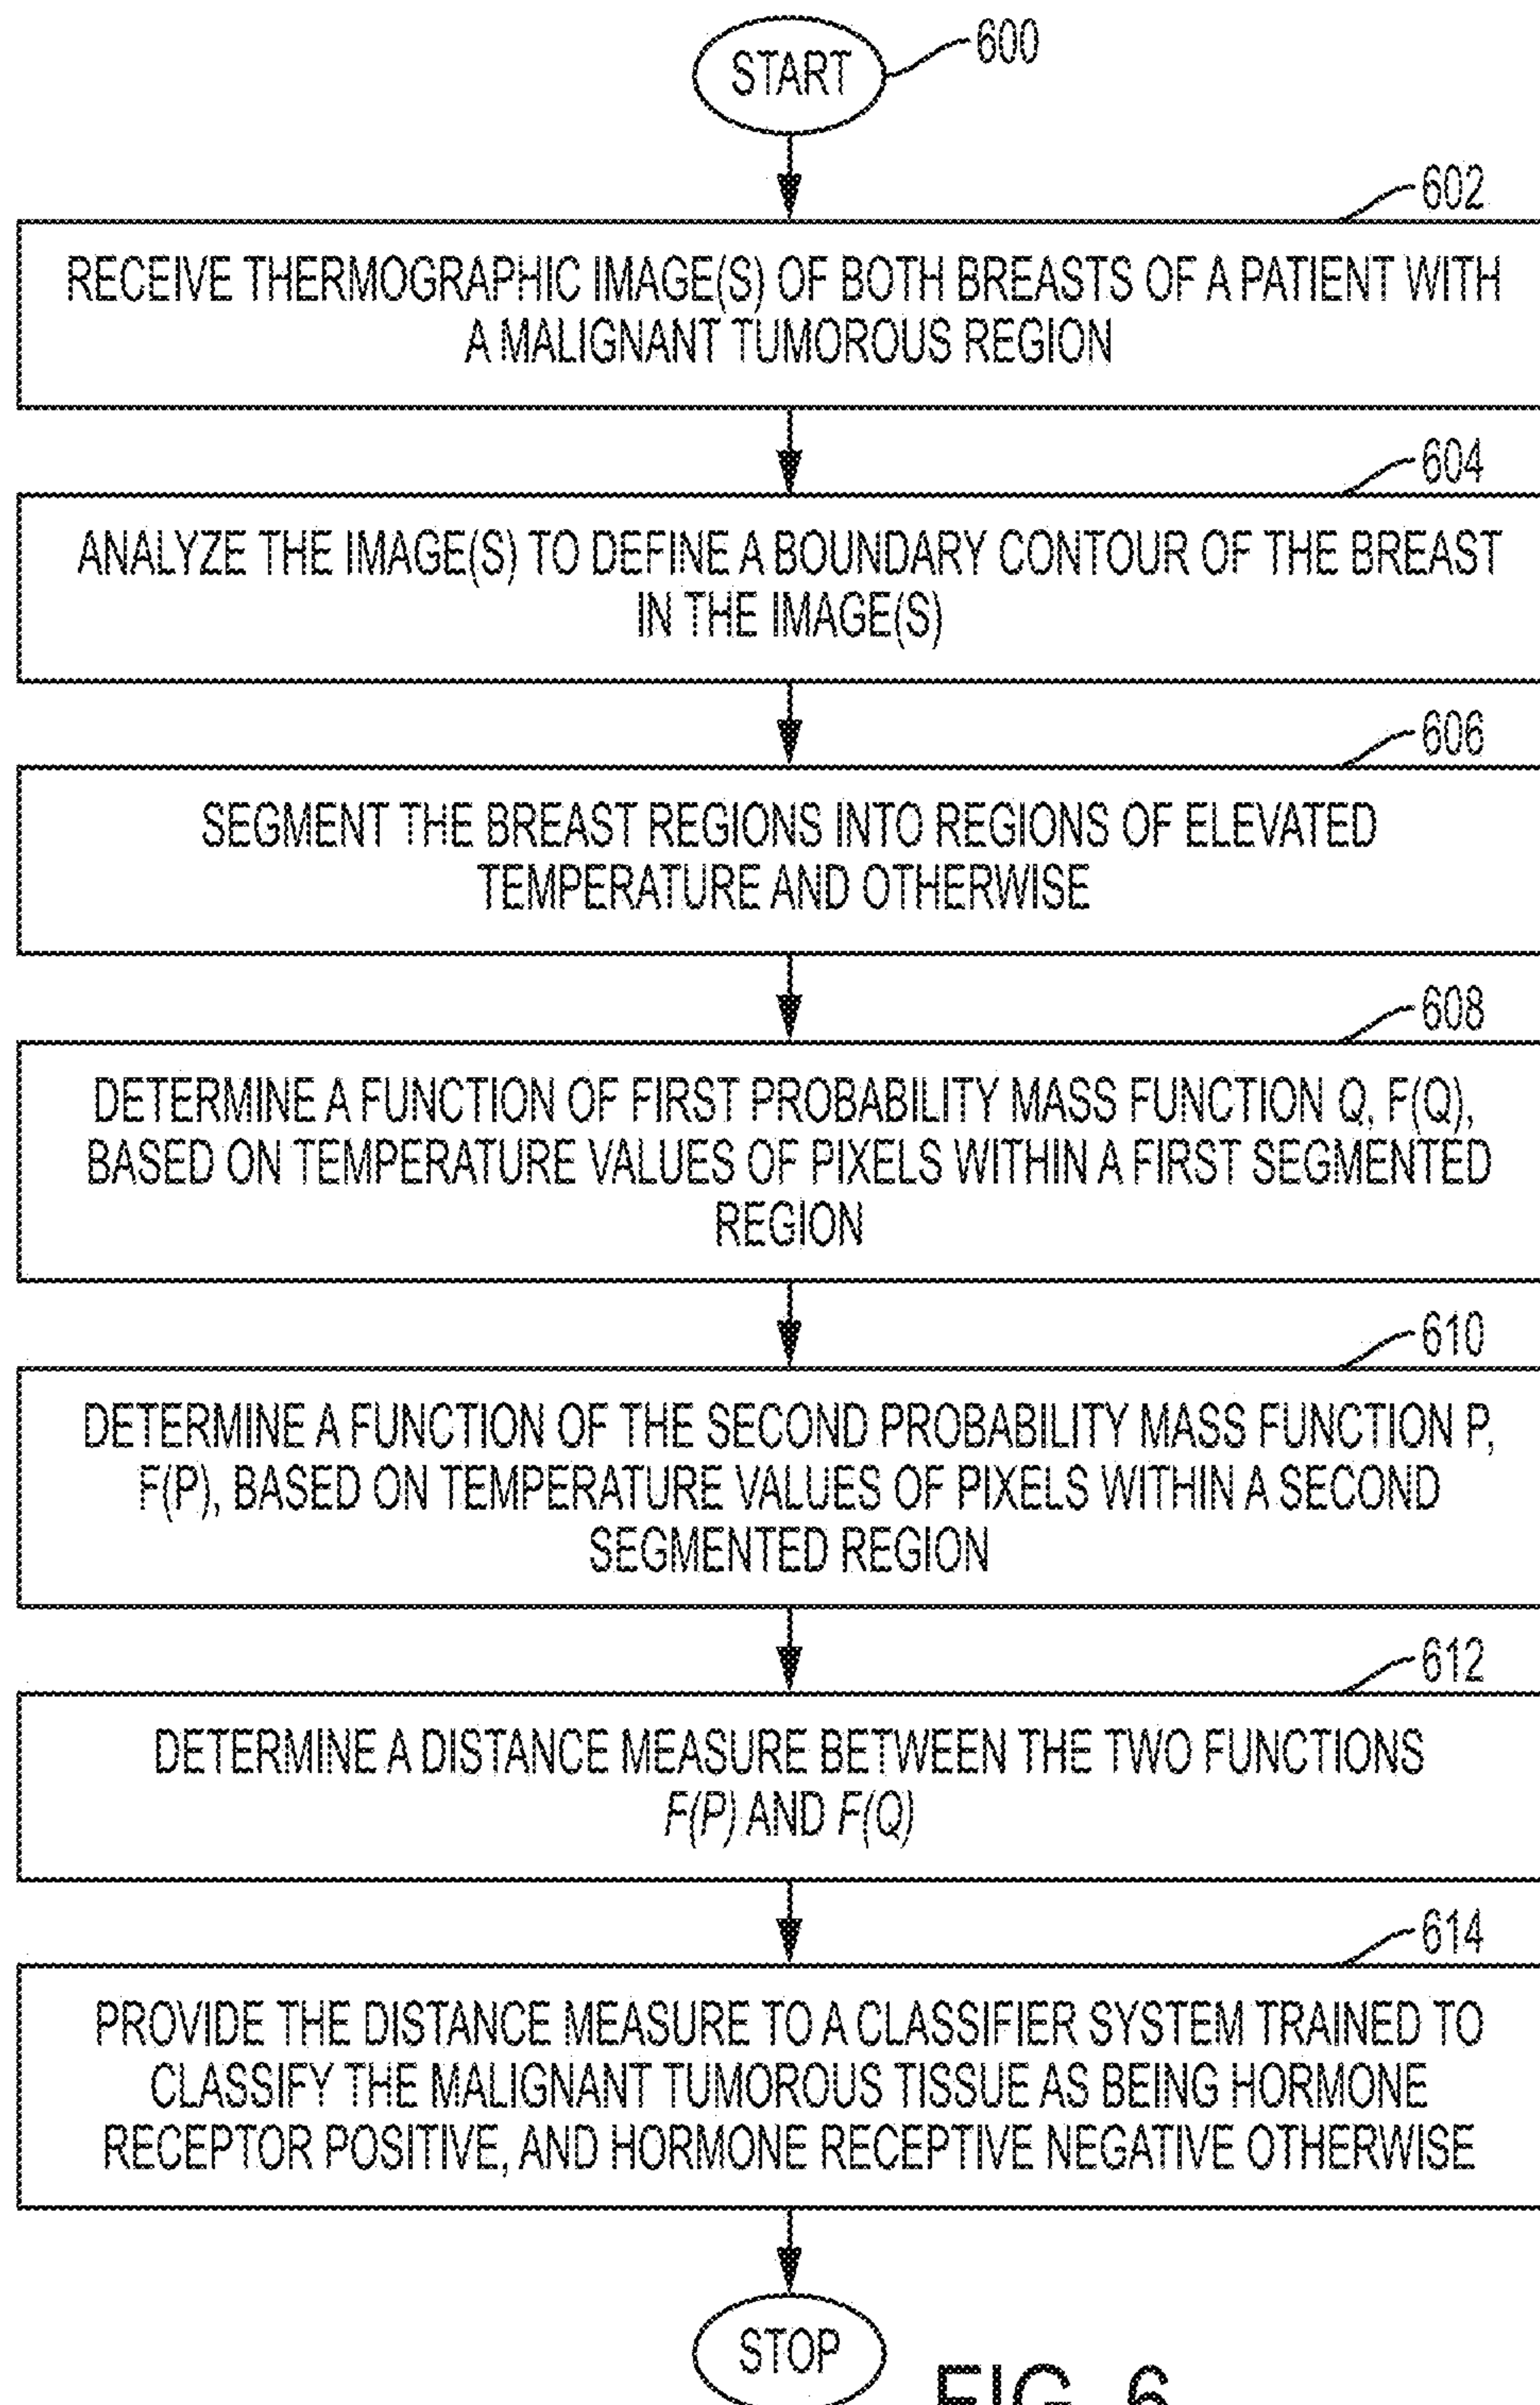 START
600
602
RECEIVE THERMOGRAPHIC IMAGE(S) OF BOTH BREASTS OF A PATIENT WITH
A MALIGNANT TUMOROUS REGION
604
ANALYZE THE IMAGE(S) TO DEFINE A BOUNDARY CONTOUR OF THE BREAST
IN THE IMAGE(S)
606
SEGMENT THE BREAST REGIONS INTO REGIONS OF ELEVATED
TEMPERATURE AND OTHERWISE
608
DETERMINE A FUNCTION OF FIRST PROBABILITY MASS FUNCTION Q, F(Q),
BASED ON TEMPERATURE VALUES OF PIXELS WITHIN A FIRST SEGMENTED
REGION
610
DETERMINE A FUNCTION OF THE SECOND PROBABILITY MASS FUNCTION P,
F(P), BASED ON TEMPERATURE VALUES OF PIXELS WITHIN A SECOND
SEGMENTED REGION
612
DETERMINE A DISTANCE MEASURE BETWEEN THE TWO FUNCTIONS
F(P) AND F(Q)
614
PROVIDE THE DISTANCE MEASURE TO A CLASSIFIER SYSTEM TRAINED TO
CLASSIFY THE MALIGNANT TUMOROUS TISSUE AS BEING HORMONE
RECEPTOR POSITIVE, AND HORMONE RECEPTIVE NEGATIVE OTHERWISE
STOP
FIG. 6